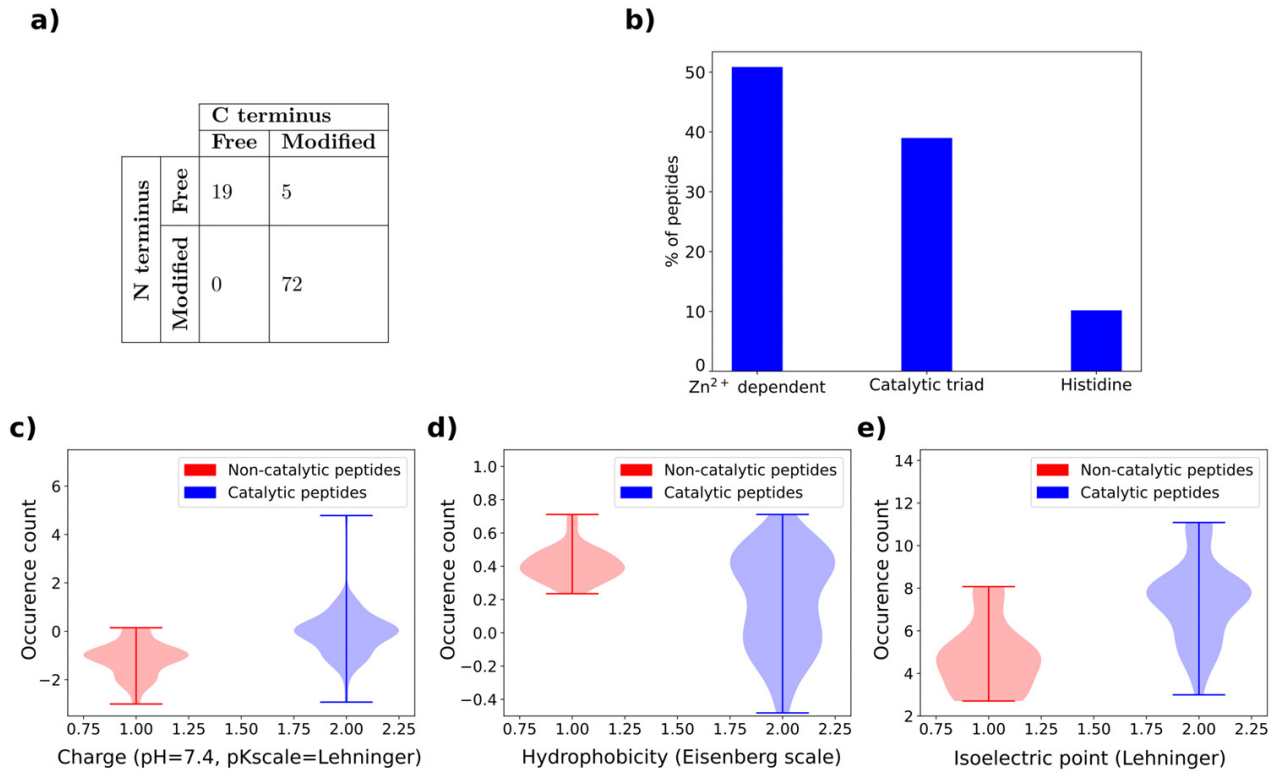 a)
C terminus
Free Modified
N terminus
Free
19 5
Modified
0 72
b)
% of peptides
50
40
30
20
10
0
Zn²⁺ dependent Catalytic triad Histidine
c)
Non-catalytic peptides
Catalytic peptides
Occurence count
6
4
2
0
−2
0.75 1.00 1.25 1.50 1.75 2.00 2.25
Charge (pH=7.4, pKscale=Lehninger)
d)
Non-catalytic peptides
Catalytic peptides
Occurence count
1.0
0.8
0.6
0.4
0.2
0.0
−0.2
−0.4
0.75 1.00 1.25 1.50 1.75 2.00 2.25
Hydrophobicity (Eisenberg scale)
e)
Non-catalytic peptides
Catalytic peptides
Occurence count
14
12
10
8
6
4
2
0.75 1.00 1.25 1.50 1.75 2.00 2.25
Isoelectric point (Lehninger)